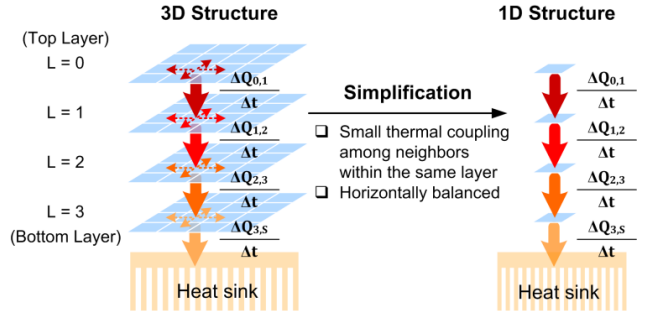 3D Structure
1D Structure
(Top Layer)
L = 0
L = 1
L = 2
L = 3
(Bottom Layer)
ΔQ0,1
Δt
ΔQ1,2
Δt
ΔQ2,3
Δt
ΔQ3,S
Δt
Heat sink
Simplification
❑ Small thermal coupling
among neighbors
within the same layer
❑ Horizontally balanced
ΔQ0,1
Δt
ΔQ1,2
Δt
ΔQ2,3
Δt
ΔQ3,S
Δt
Heat sink